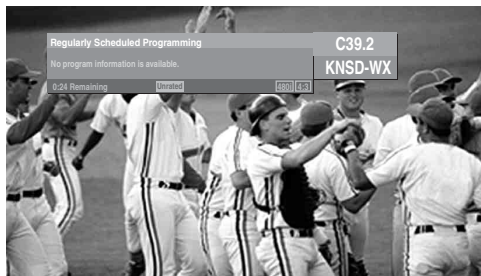 Regularly Scheduled Programming
C39.2
No program information is available.
KNSD-WX
0:24 Remaining
Unrated
480i
4:3